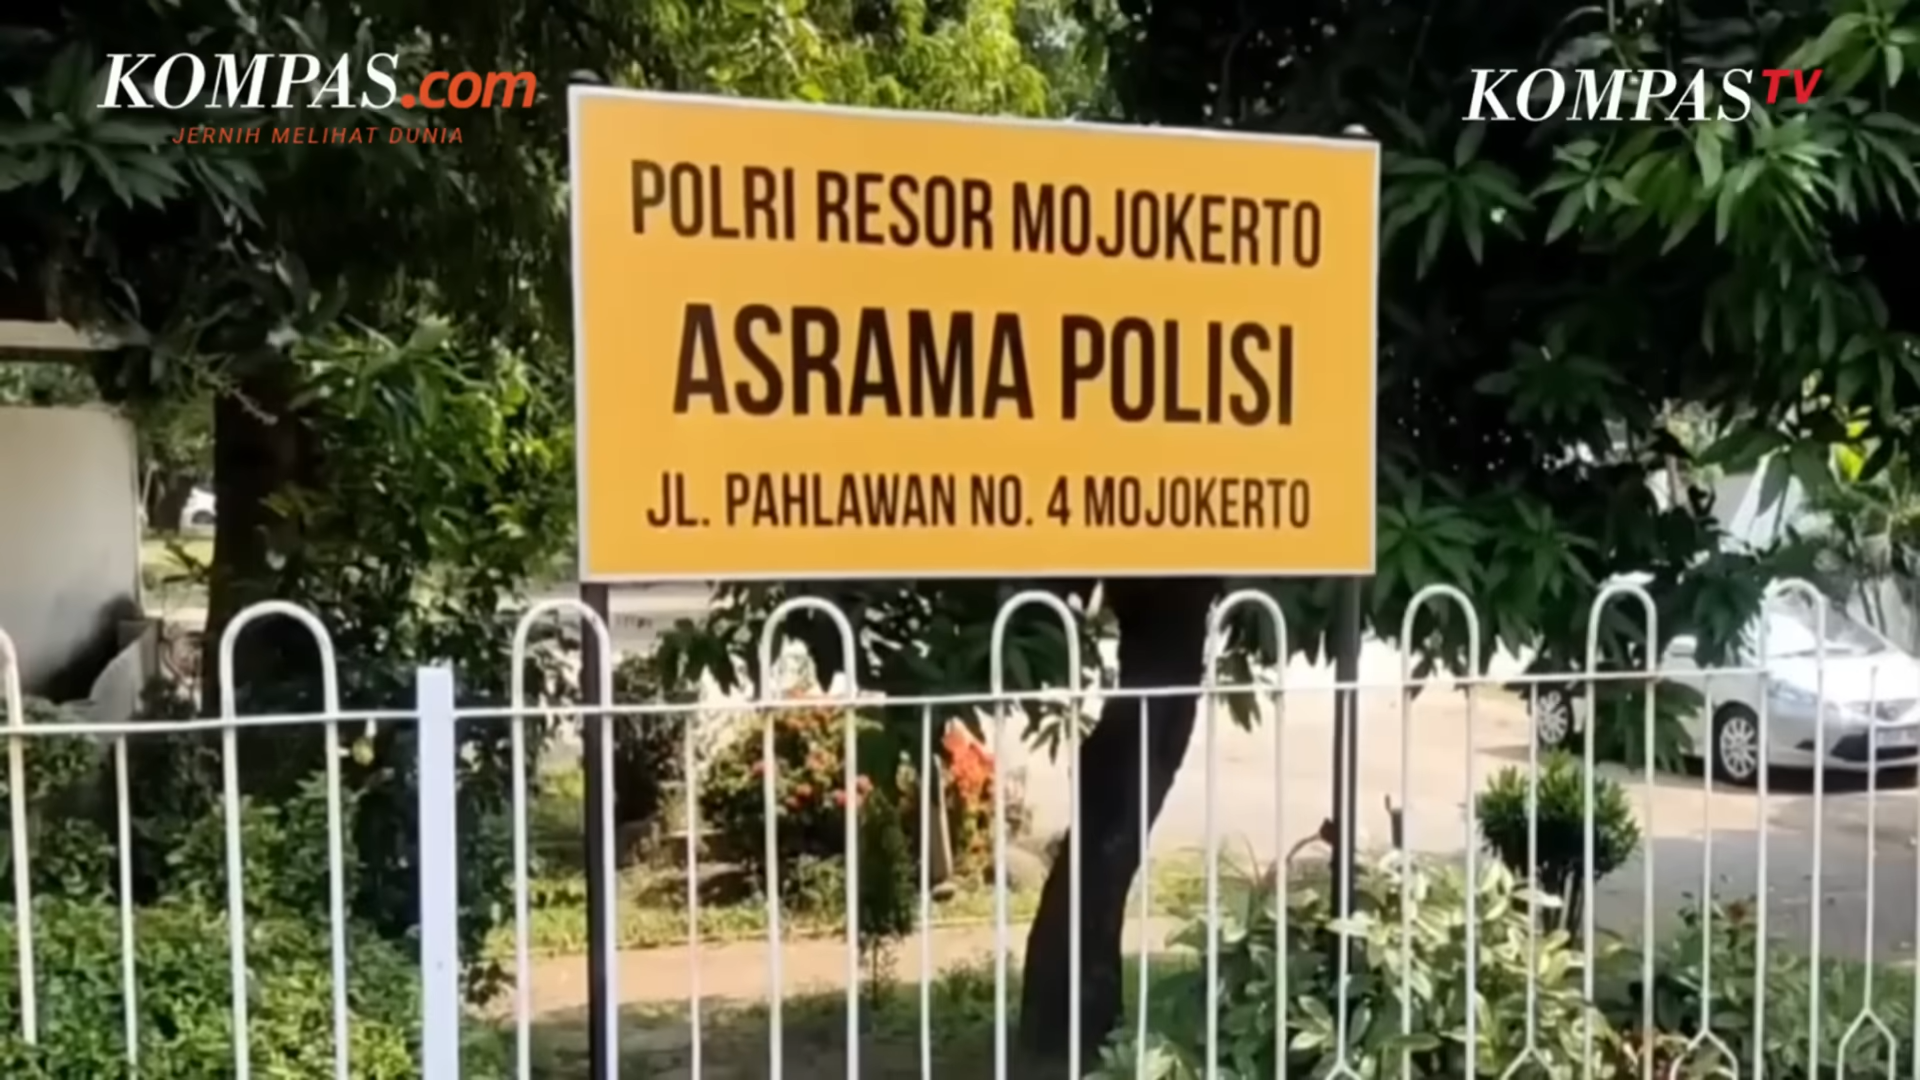 KOMPAS.com
JERNIH MELIHAT DUNIA
KOMPASTV
POLRI RESOR MOJOKERTO
ASRAMA POLISI
JL. PAHLAWAN NO. 4 MOJOKERTO